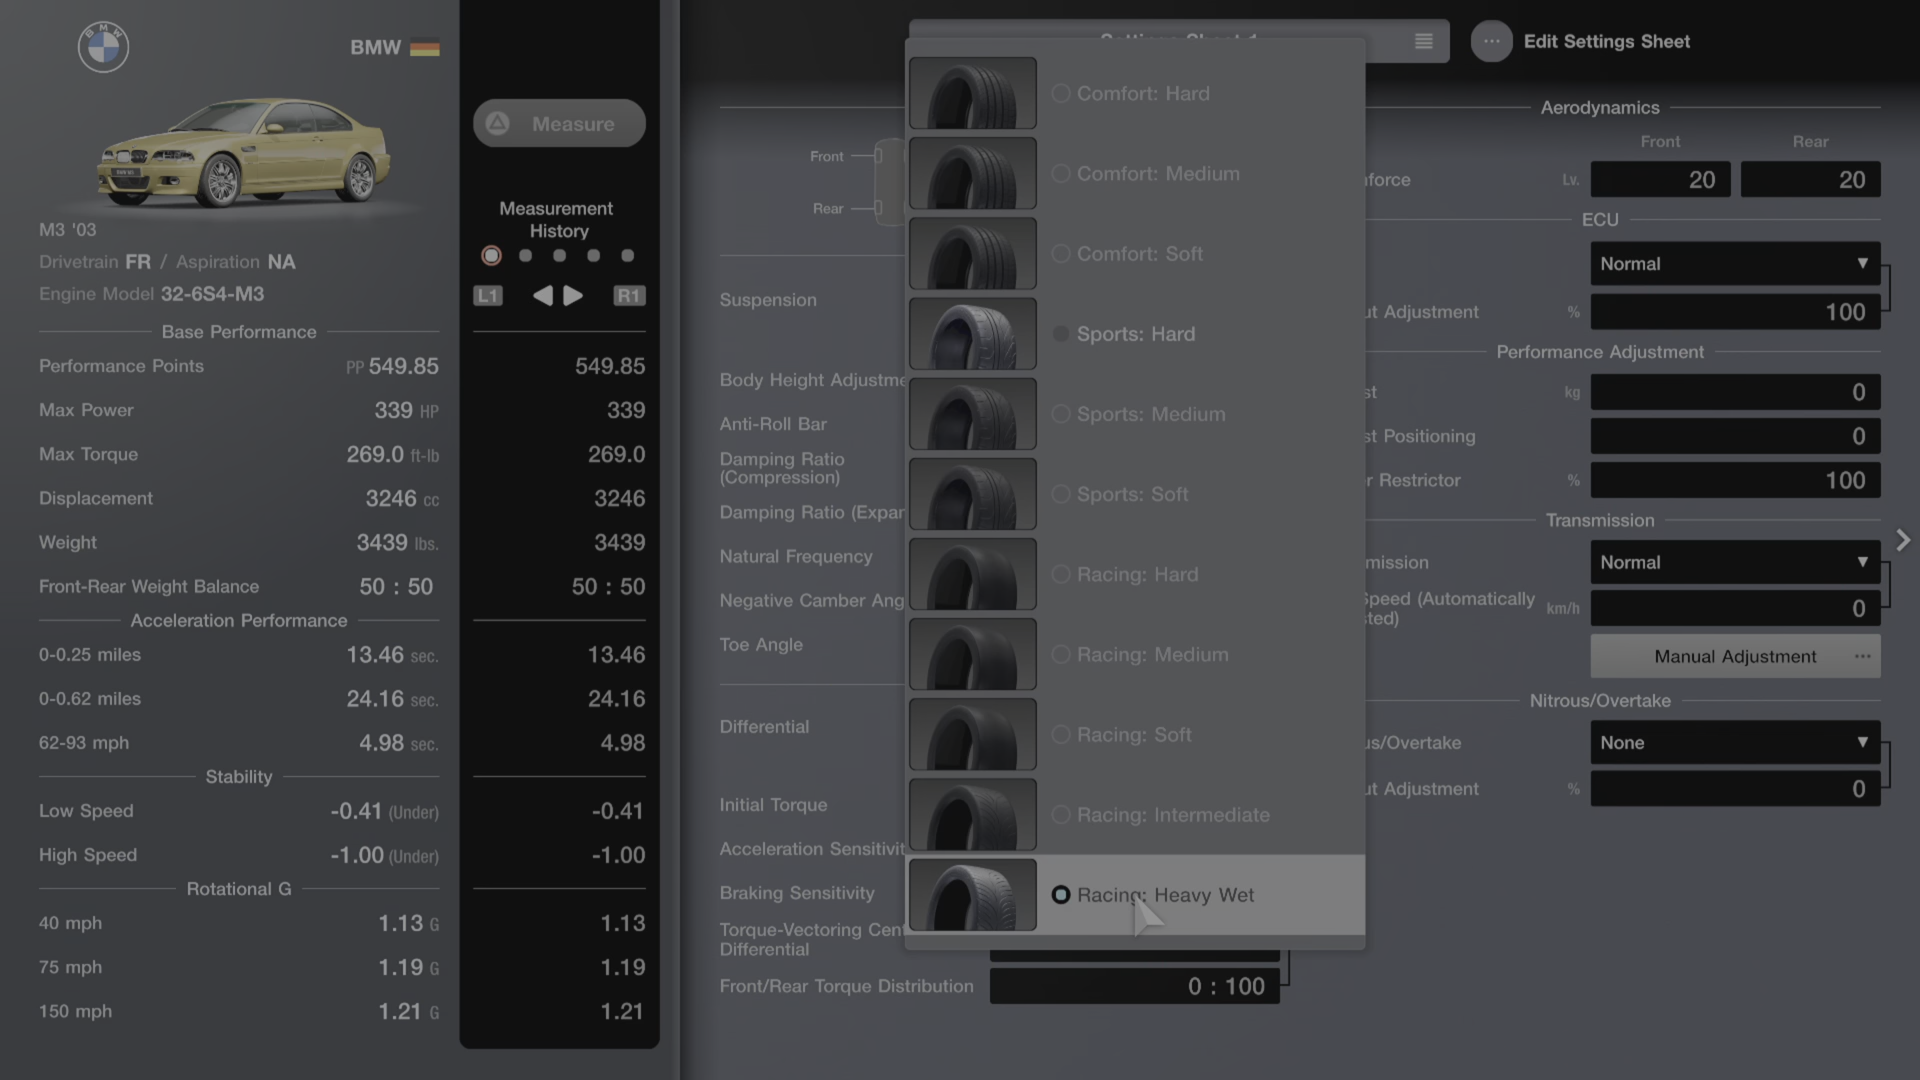 BMW
BMW
M3 '03
Drivetrain FR / Aspiration NA
Engine Model 32-6S4-M3
Base Performance
Performance Points PP 549.85
Max Power 339 HP
Max Torque 269.0 ft-lb
Displacement 3246 cc
Weight 3439 lbs.
Front-Rear Weight Balance 50 : 50
Acceleration Performance
0-0.25 miles 13.46 sec.
0-0.62 miles 24.16 sec.
62-93 mph 4.98 sec.
Stability
Low Speed -0.41 (Under)
High Speed -1.00 (Under)
Rotational G
40 mph 1.13 G
75 mph 1.19 G
150 mph 1.21 G
Measure
Measurement
History
L1 R1
549.85
339
269.0
3246
3439
50 : 50
13.46
24.16
4.98
-0.41
-1.00
1.13
1.19
1.21
Edit Settings Sheet
Front
Rear
Suspension
Body Height Adjustme
Anti-Roll Bar
Damping Ratio
(Compression)
Damping Ratio (Expan
Natural Frequency
Negative Camber Ang
Toe Angle
Differential
Initial Torque
Acceleration Sensitivit
Braking Sensitivity
Torque-Vectoring Cen
Differential
Front/Rear Torque Distribution 0 : 100
Comfort: Hard
Comfort: Medium
Comfort: Soft
Sports: Hard
Sports: Medium
Sports: Soft
Racing: Hard
Racing: Medium
Racing: Soft
Racing: Intermediate
Racing: Heavy Wet
Aerodynamics
Front Rear
nforce Lv. 20 20
ECU
Normal
ut Adjustment % 100
Performance Adjustment
st kg 0
st Positioning 0
r Restrictor % 100
Transmission
mission Normal
Speed (Automatically
sted) km/h 0
Manual Adjustment
Nitrous/Overtake
us/Overtake None
ut Adjustment % 0